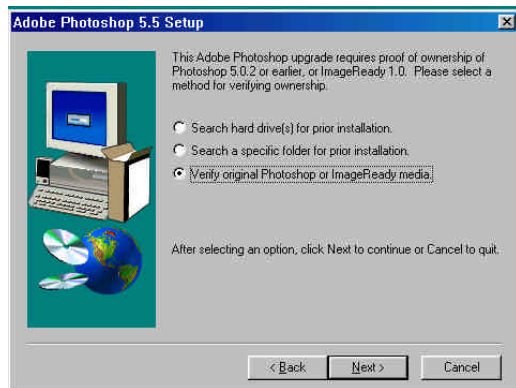 Adobe Photoshop 5.5 Setup
This Adobe Photoshop upgrade requires proof of ownership of
Photoshop 5.0.2 or earlier, or ImageReady 1.0. Please select a
method for verifying ownership.
Search hard drive(s) for prior installation.
Search a specific folder for prior installation.
Verify original Photoshop or ImageReady media.
After selecting an option, click Next to continue or Cancel to quit.
< Back Next > Cancel